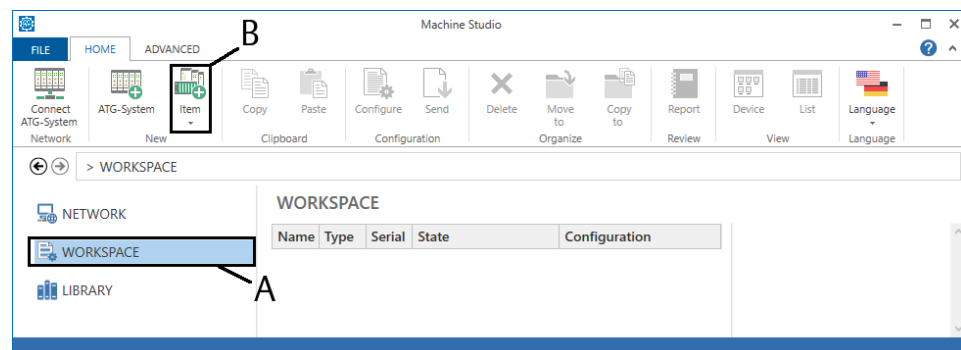 Machine Studio
B
FILE HOME ADVANCED
Connect ATG-System Item Copy Paste Configure Send Delete Move Copy Report Device List Language
ATG-System to to
Network New Clipboard Configuration Organize Review View Language
> WORKSPACE
NETWORK
WORKSPACE
LIBRARY
A
WORKSPACE
Name Type Serial State Configuration